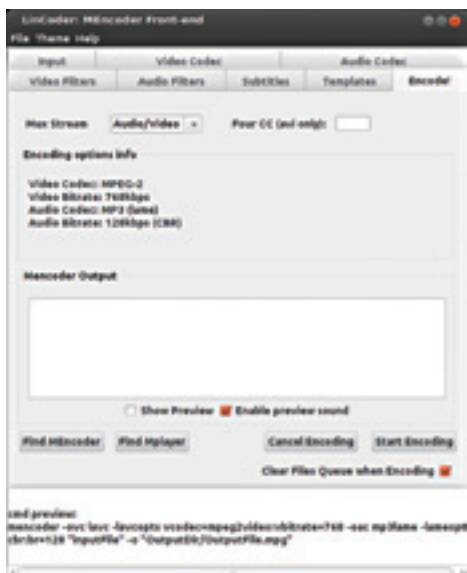 LinCoder: MEncoder Front-end
File Theme Help
Input Video Codec Audio Codec
Video Filters Audio Filters Subtitles Templates Encode!
Mux Stream Audio/Video Four CC (avi only):
Encoding options info
Video Codec: MPEG-2
Video Bitrate: 768kbps
Audio Codec: MP3 (lame)
Audio Bitrate: 128kbps (CBR)
Mencoder Output
Show Preview Enable preview sound
Find MEncoder Find Mplayer Cancel Encoding Start Encoding
Clear Files Queue when Encoding
cmd preview:
mencoder -ovc lavc -lavcopts vcodec=mpeg2video:vbitrate=768 -oac mp3lame -lameopt
cbr:br=128 "InputFile" -o "OutputDir/OutputFile.mpg"